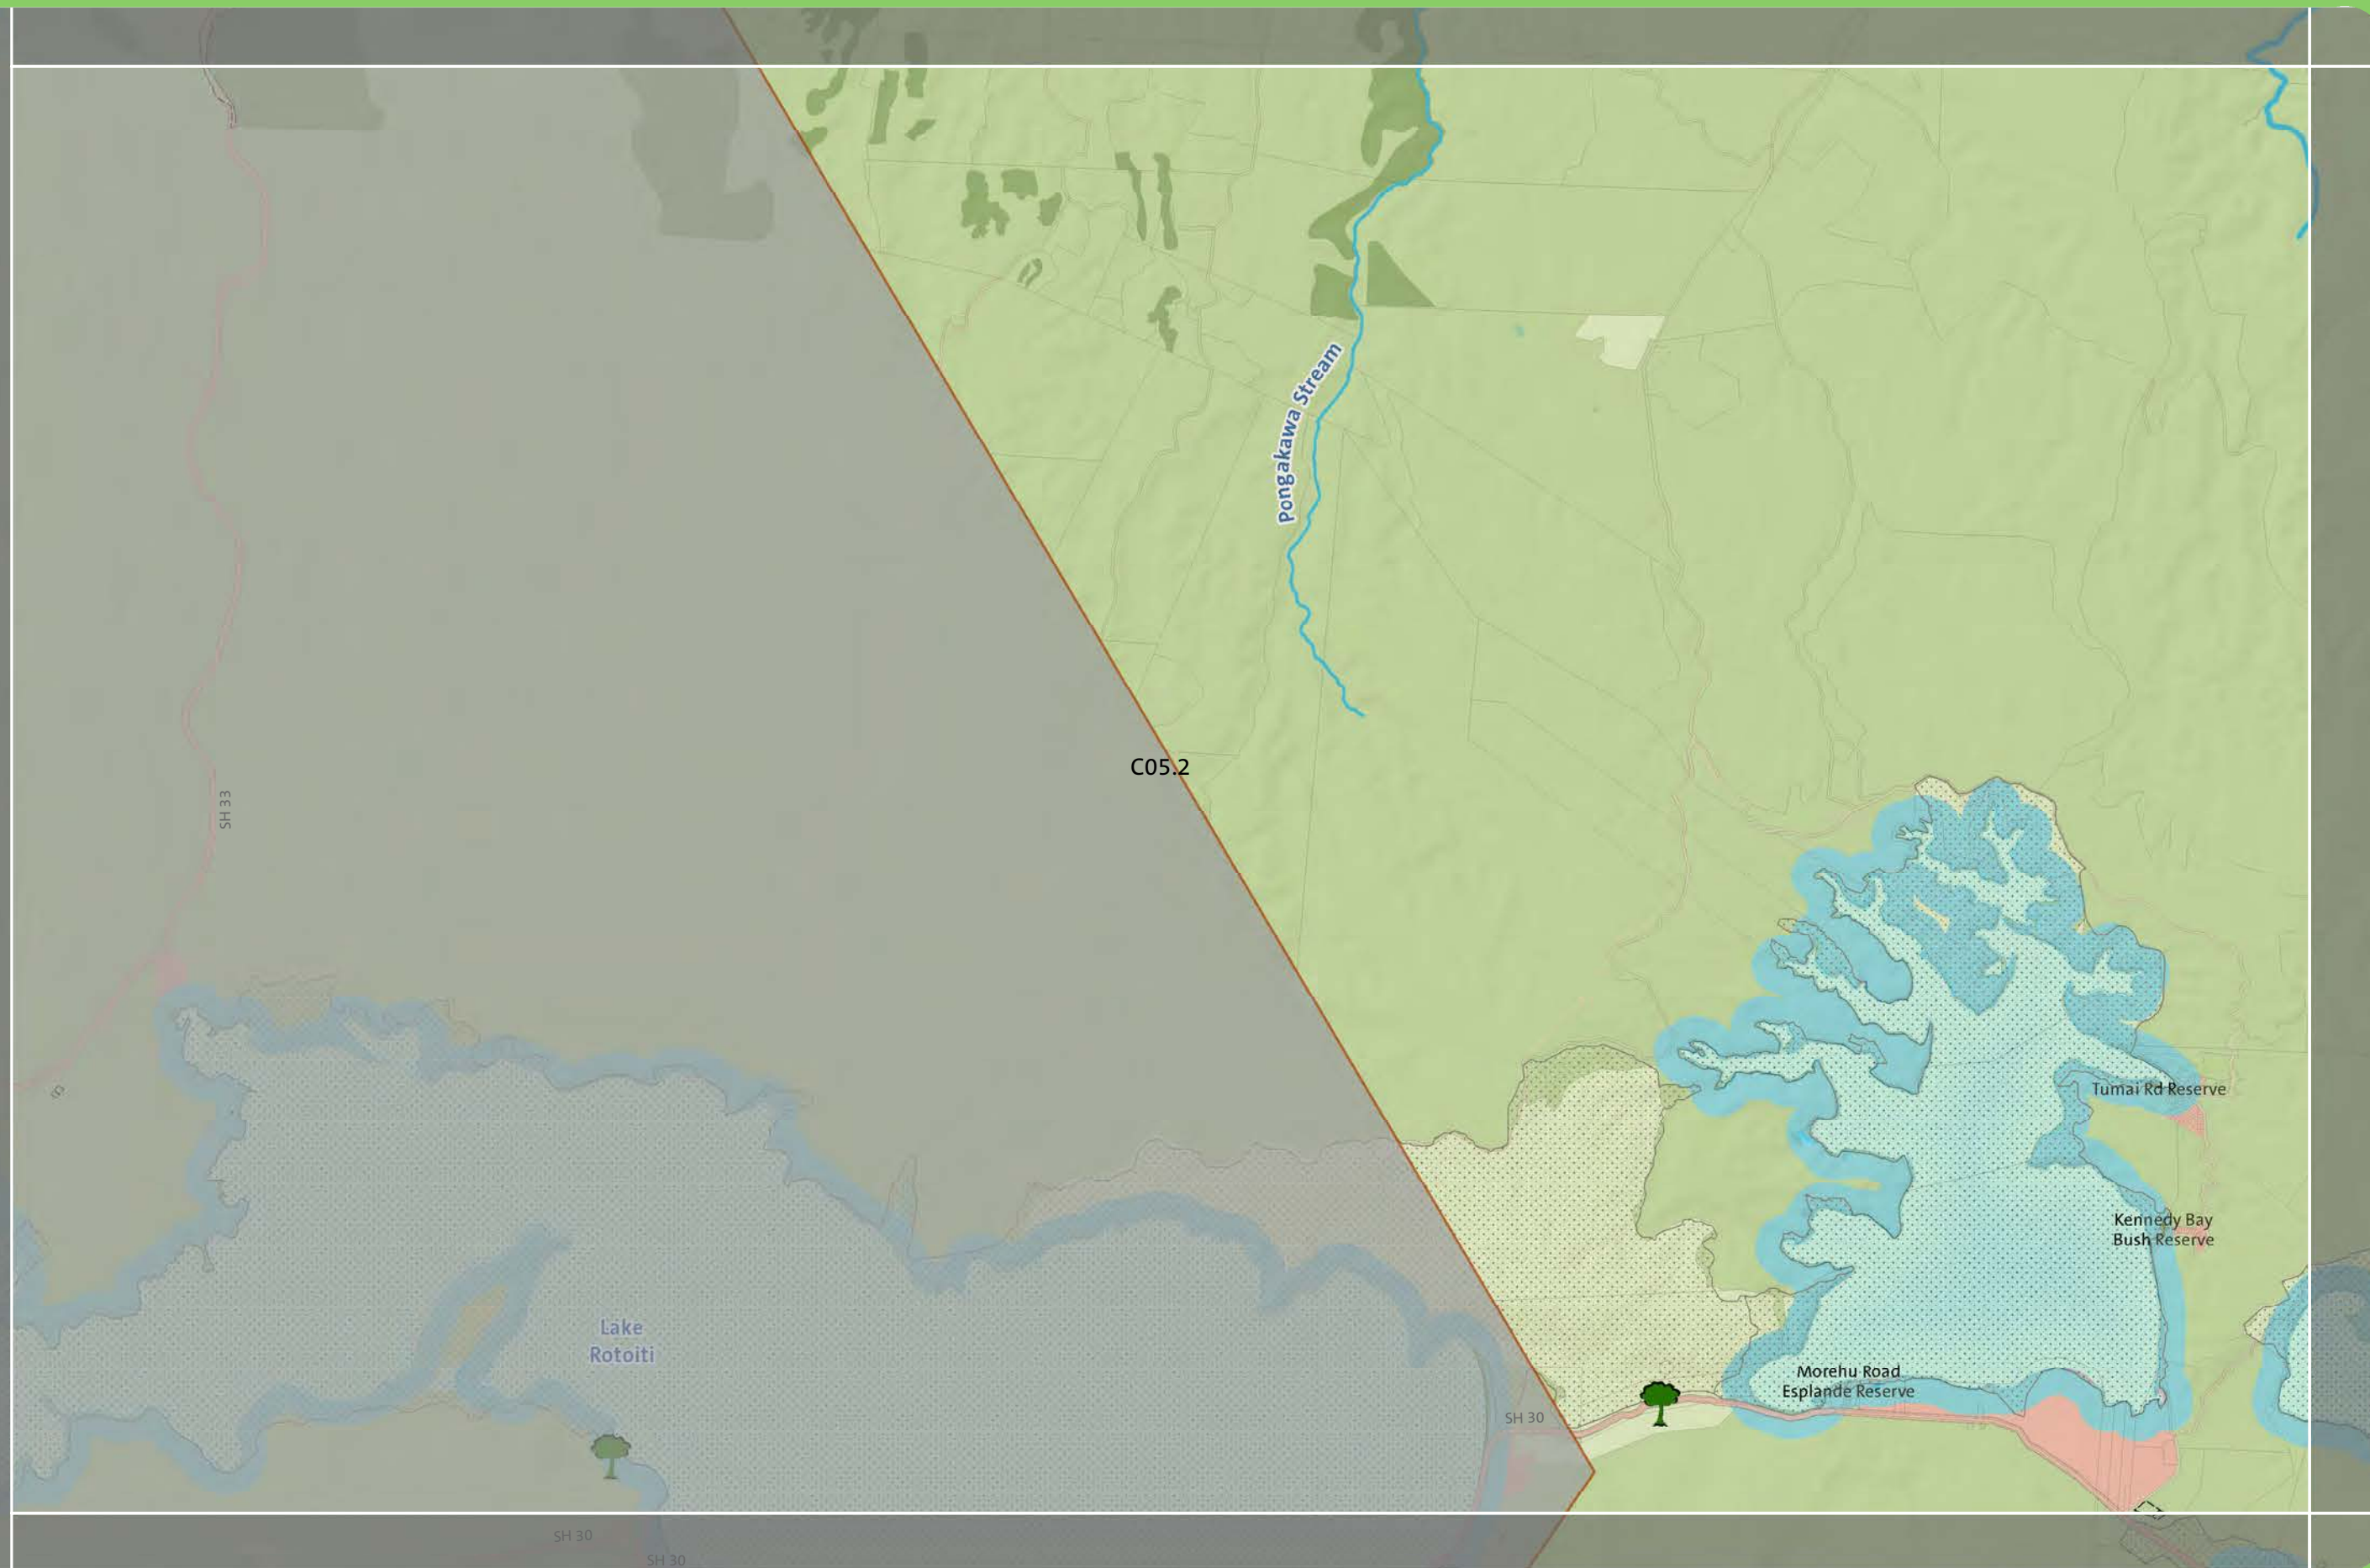 Pongakawa Stream
C05.2
SH 33
Tumai Rd Reserve
Kennedy Bay
Bush Reserve
Lake
Rotoiti
Morehu Road
Esplande Reserve
SH 30
SH 30
SH 30